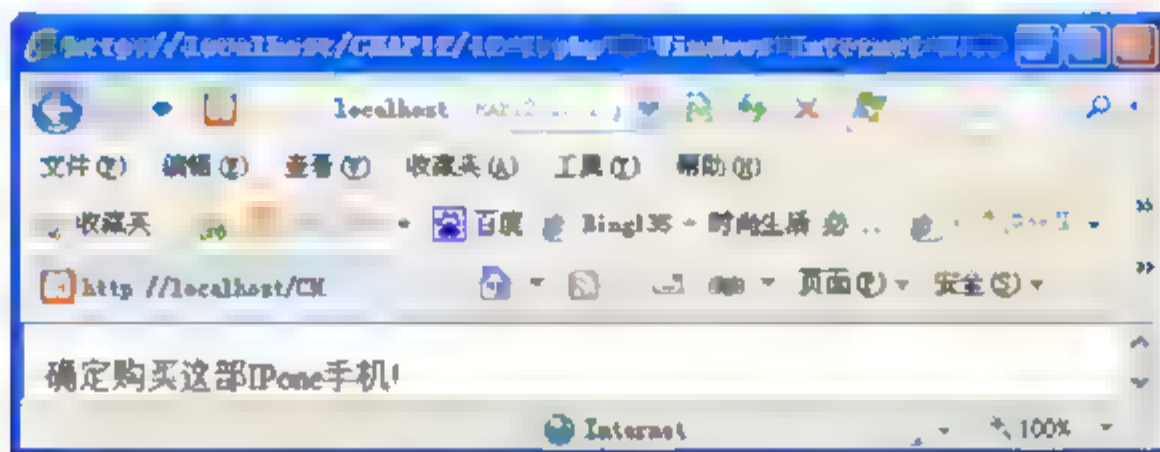 http://localhost/CHAP12/ Windows Internet
localhost
文件(F) 编辑(E) 查看(V) 收藏夹(A) 工具(T) 帮助(H)
收藏夹 百度 Bing135 - 时尚生活
http //localhost/CH 页面(P) 安全(S)
确定购买这部IPone手机!
Internet 100%